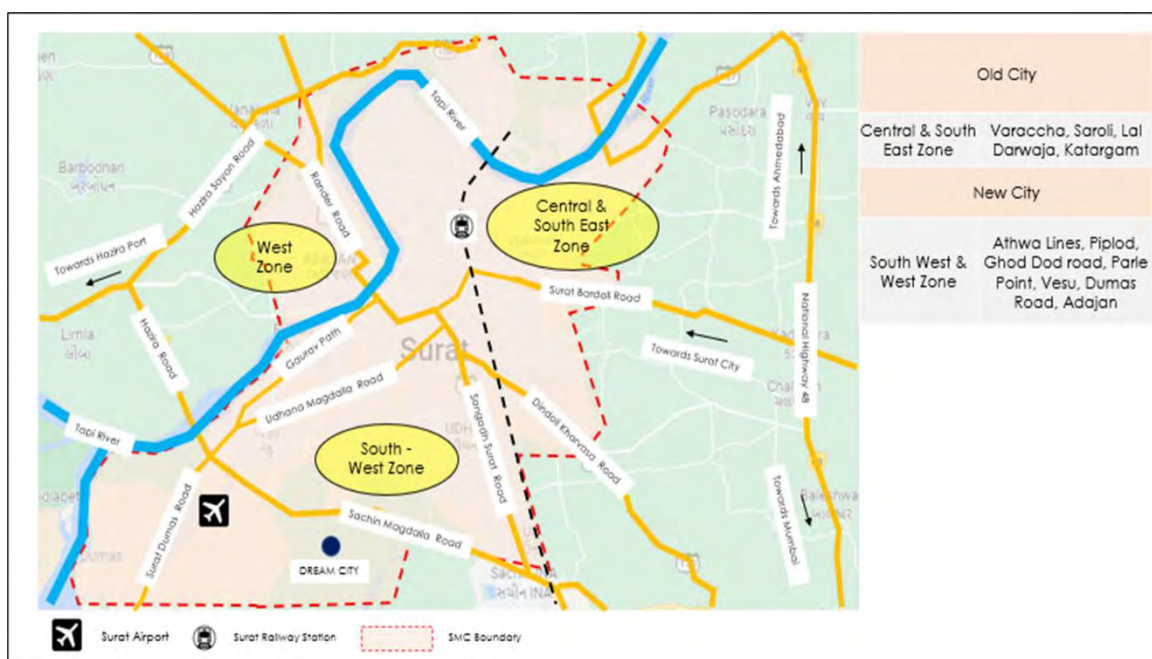 Tapi River
Pasodara
પાસોદરા
Hazira Sayan Road
Rander Road
Towards Ahmedabad
Towards Hazira Port
West
Zone
Central &
South East
Zone
Surat Bardoli Road
Limla
Hazira Road
Gaurav Path
Surat
Towards Surat City
National Highway 48
Udhana Magdalla Road
Tapi River
South -
West Zone
Songadh Surat Road
Dindoli Kharvasa Road
Surat Dumas Road
Sachin Magdalla Road
Towards Mumbai
DREAM CITY
Old City
Central & South
East Zone
Varaccha, Saroli, Lal
Darwaja, Katargam
New City
South West &
West Zone
Athwa Lines, Piplod,
Ghod Dod road, Parle
Point, Vesu, Dumas
Road, Adajan
Surat Airport
Surat Railway Station
SMC Boundary